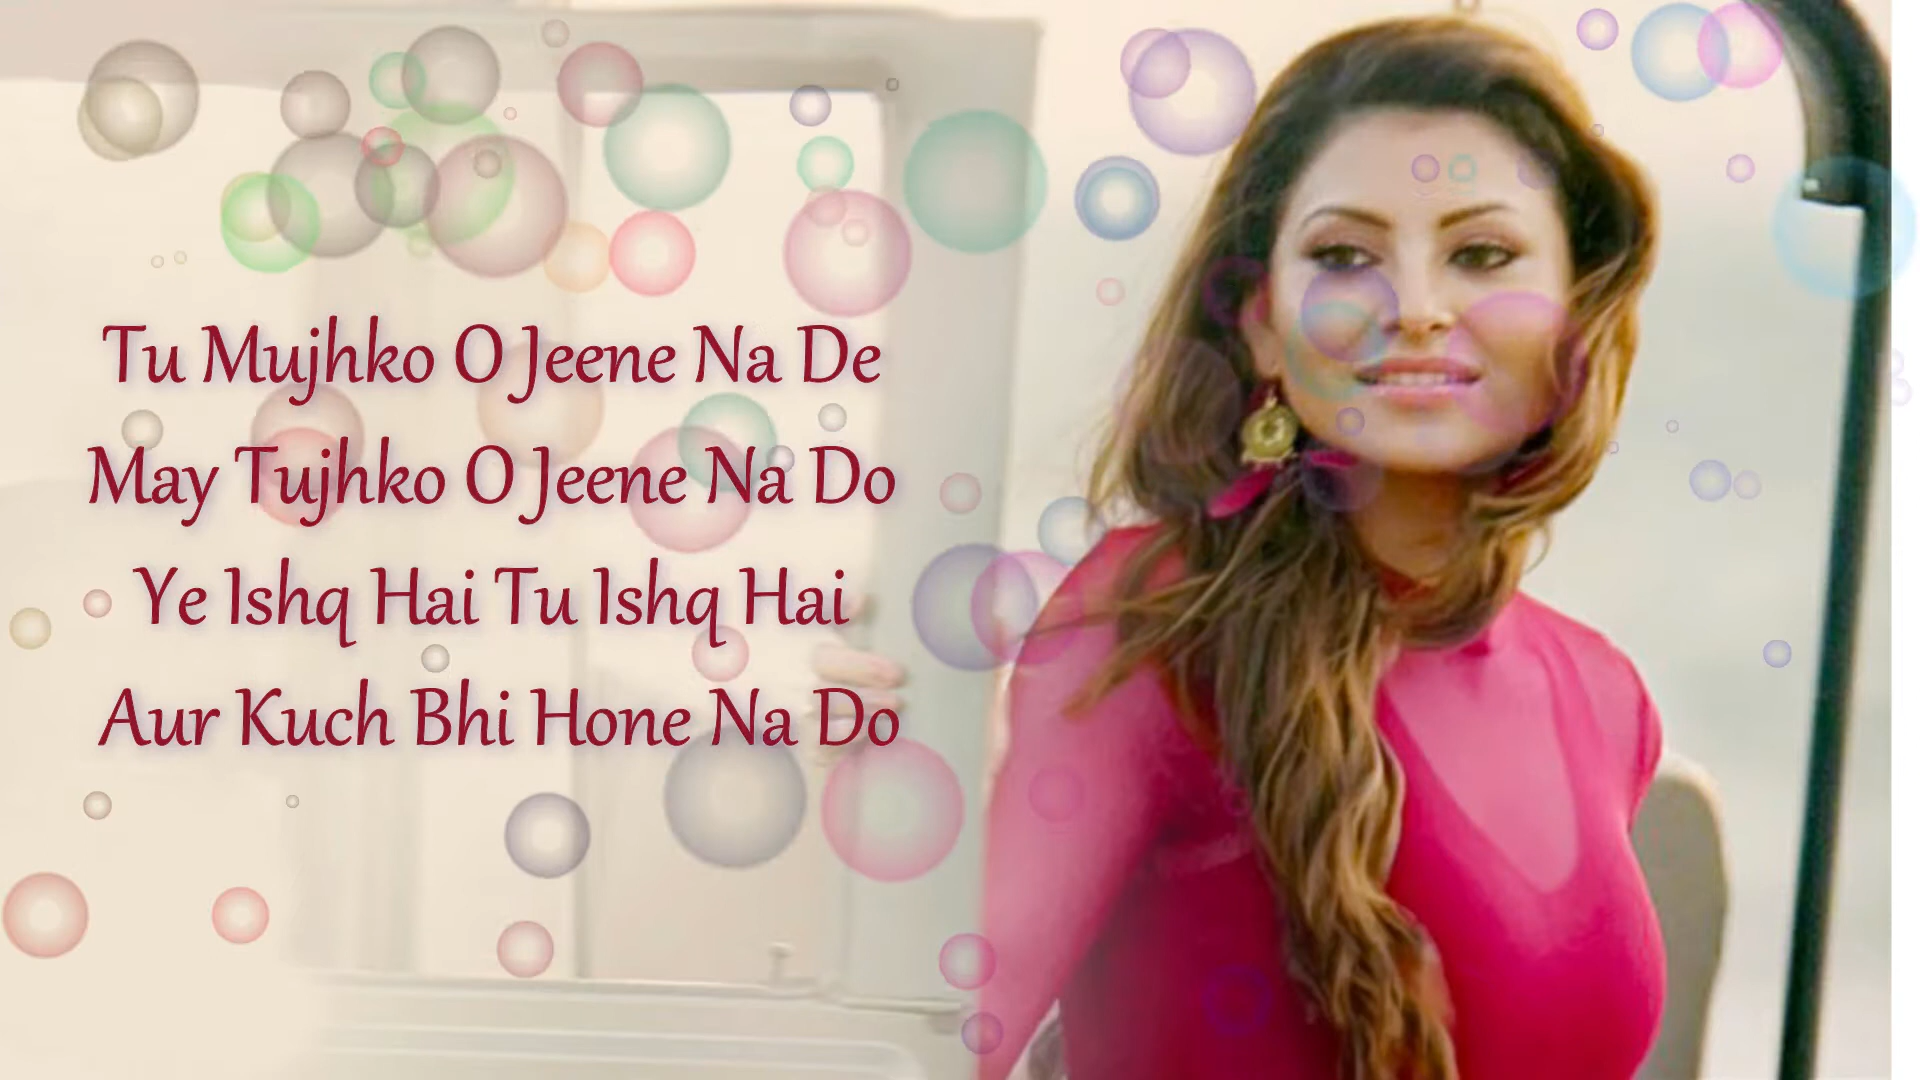 Tu Mujhko O Jeene Na De
May Tujhko O Jeene Na Do
Ye Ishq Hai Tu Ishq Hai
Aur Kuch Bhi Hone Na Do